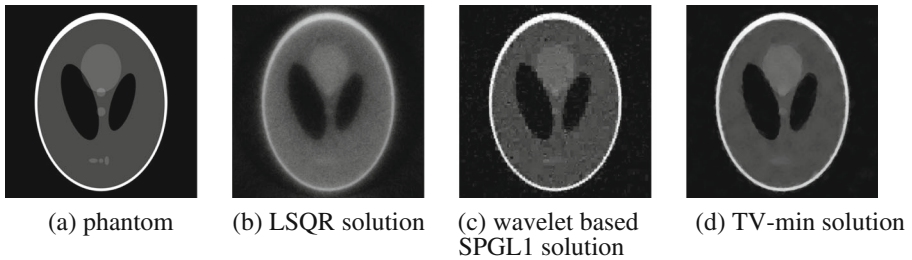 (a) phantom
(b) LSQR solution
(c) wavelet based
SPGL1 solution
(d) TV-min solution